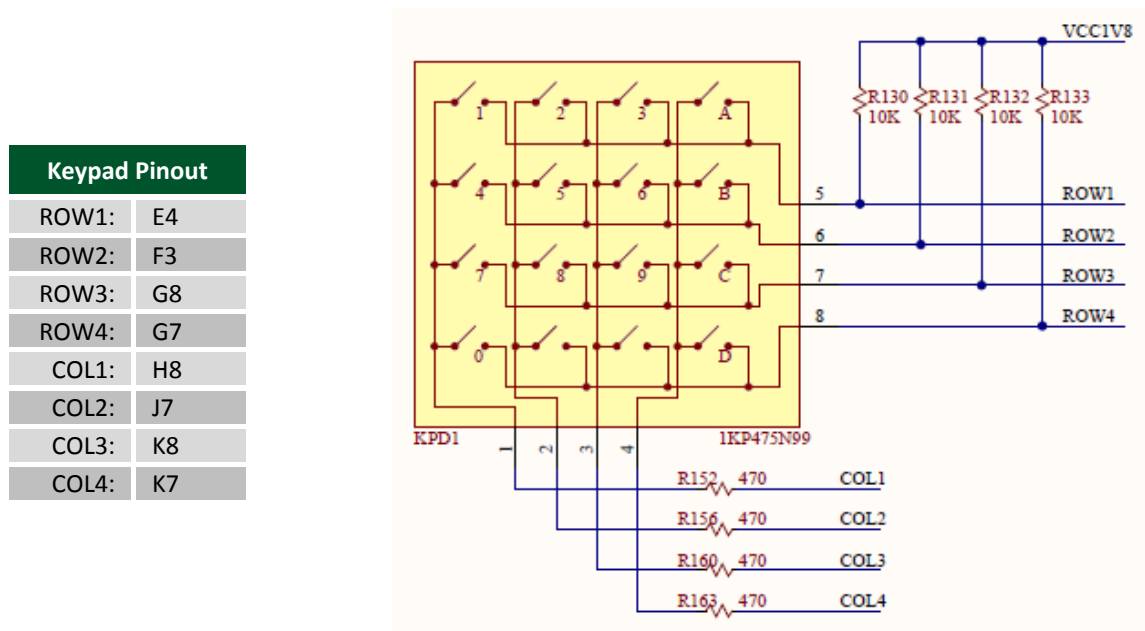 Keypad Pinout
ROW1: E4
ROW2: F3
ROW3: G8
ROW4: G7
COL1: H8
COL2: J7
COL3: K8
COL4: K7
VCC1V8
R130 R131 R132 R133
10K 10K 10K 10K
1 2 3 A
4 5 6 B
7 8 9 C
0 D
5 ROW1
6 ROW2
7 ROW3
8 ROW4
KPD1 1KP475N99
1 2 3 4
R152 470 COL1
R156 470 COL2
R160 470 COL3
R163 470 COL4